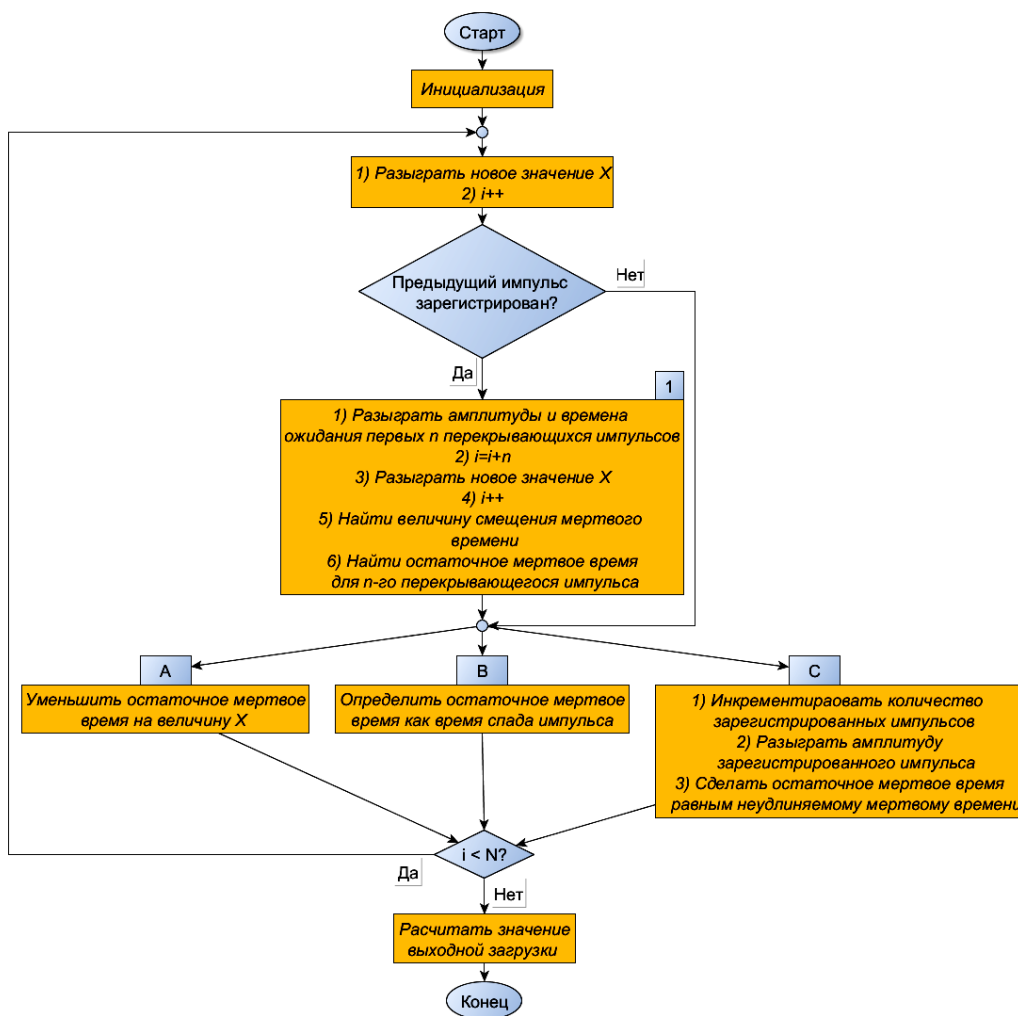 Старт
Инициализация
1) Разыграть новое значение X
2) i++
Предыдущий импульс
зарегистрирован?
Нет
Да
1
1) Разыграть амплитуды и времена
ожидания первых n перекрывающихся импульсов
2) i=i+n
3) Разыграть новое значение X
4) i++
5) Найти величину смещения мертвого
времени
6) Найти остаточное мертвое время
для n-го перекрывающегося импульса
A
Уменьшить остаточное мертвое
время на величину X
B
Определить остаточное мертвое
время как время спада импульса
C
1) Инкрементираовать количество
зарегистрированных импульсов
2) Разыграть амплитуду
зарегистрированного импульса
3) Сделать остаточное мертвое время
равным неудлиняемому мертвому времени
i < N?
Да
Нет
Расчитать значение
выходной загрузки
Конец